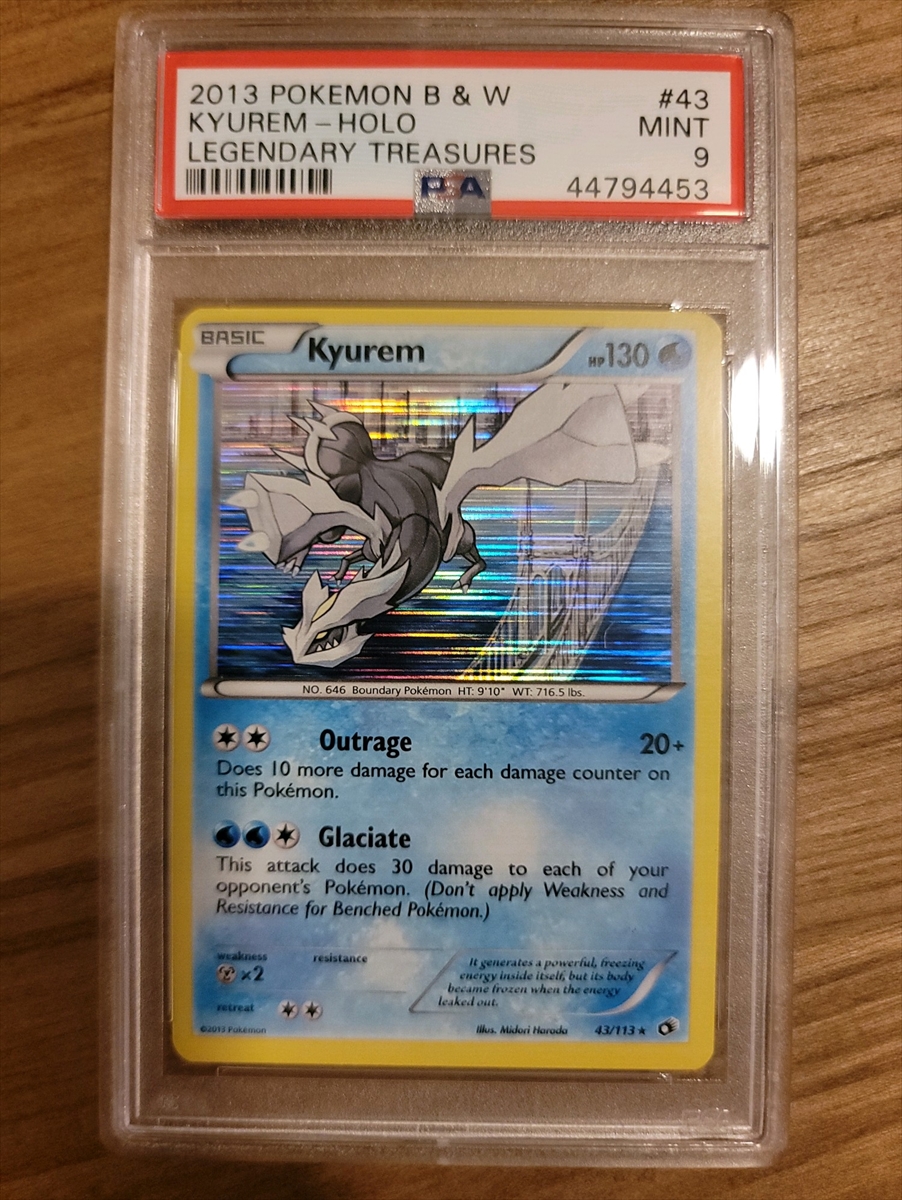 2013 POKEMON B & W #43
KYUREM - HOLO MINT
LEGENDARY TREASURES 9
PSA 44794453
BASIC Kyurem HP130
NO. 646 Boundary Pokémon HT: 9'10" WT: 716.5 lbs.
Outrage 20+
Does 10 more damage for each damage counter on
this Pokémon.
Glaciate
This attack does 30 damage to each of your
opponent's Pokémon. (Don't apply Weakness and
Resistance for Benched Pokémon.)
weakness resistance
×2
retreat
It generates a powerful, freezing
energy inside itself, but its body
became frozen when the energy
leaked out.
©2013 Pokémon Illus. Midori Harada 43/113 ★